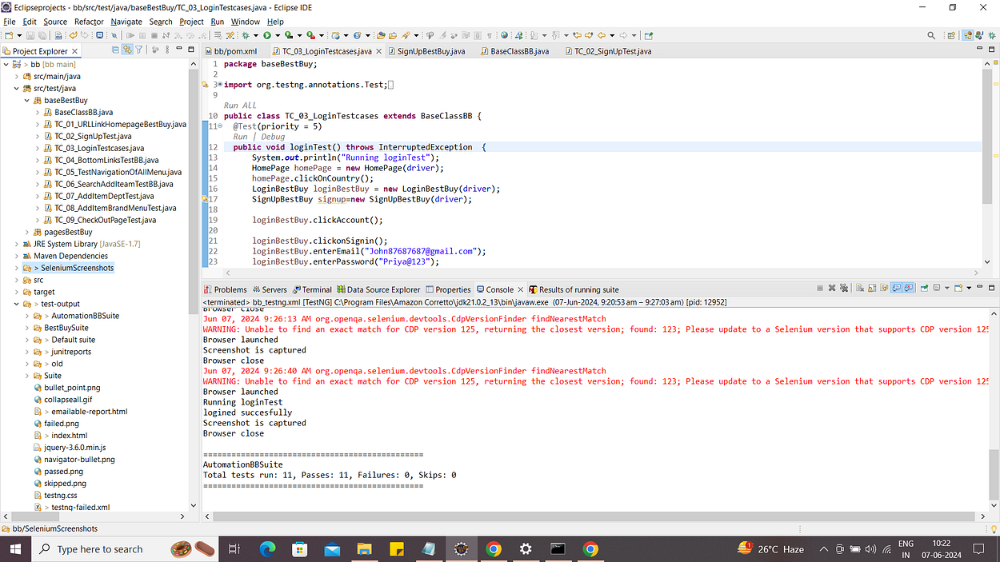 Eclipseprojects - bb/src/test/java/baseBestBuy/TC_03_LoginTestcases.java - Eclipse IDE
File Edit Source Refactor Navigate Search Project Run Window Help
Project Explorer
> bb [bb main]
src/main/java
src/test/java
baseBestBuy
BaseClassBB.java
TC_01_URLLinkHomepageBestBuy.java
TC_02_SignUpTest.java
TC_03_LoginTestcases.java
TC_04_BottomLinksTestBB.java
TC_05_TestNavigationOfAllMenu.java
TC_06_SearchAddIteamTestBB.java
TC_07_AddItemDeptTest.java
TC_08_AddItemBrandMenuTest.java
TC_09_CheckOutPageTest.java
pagesBestBuy
JRE System Library [JavaSE-1.7]
Maven Dependencies
> SeleniumScreenshots
src
target
> test-output
> AutomationBBSuite
BestBuySuite
> Default suite
> junitreports
> old
Suite
bullet_point.png
collapseall.gif
> emailable-report.html
failed.png
> index.html
jquery-3.6.0.min.js
navigator-bullet.png
passed.png
skipped.png
testng.css
> testng-failed.xml
bb/pom.xml TC_03_LoginTestcases.java SignUpBestBuy.java BaseClassBB.java TC_02_SignUpTest.java
1 package baseBestBuy;
2
3 import org.testng.annotations.Test;
9
Run All
10 public class TC_03_LoginTestcases extends BaseClassBB {
11 @Test(priority = 5)
Run | Debug
12 public void loginTest() throws InterruptedException {
13 System.out.println("Running loginTest");
14 HomePage homePage = new HomePage(driver);
15 homePage.clickOnCountry();
16 LoginBestBuy loginBestBuy = new LoginBestBuy(driver);
17 SignUpBestBuy signup=new SignUpBestBuy(driver);
18
19 loginBestBuy.clickAccount();
20
21 loginBestBuy.clickonSignin();
22 loginBestBuy.enterEmail("John87687687@gmail.com");
23 loginBestBuy.enterPassword("Priya@123");
Problems Servers Terminal Data Source Explorer Properties Console Results of running suite
<terminated> bb_testng.xml [TestNG] C:\Program Files\Amazon Corretto\jdk21.0.2_13\bin\javaw.exe (07-Jun-2024, 9:20:53 am – 9:27:03 am) [pid: 12952]
Browser close
Jun 07, 2024 9:26:13 AM org.openqa.selenium.devtools.CdpVersionFinder findNearestMatch
WARNING: Unable to find an exact match for CDP version 125, returning the closest version; found: 123; Please update to a Selenium version that supports CDP version 125
Browser launched
Screenshot is captured
Browser close
Jun 07, 2024 9:26:40 AM org.openqa.selenium.devtools.CdpVersionFinder findNearestMatch
WARNING: Unable to find an exact match for CDP version 125, returning the closest version; found: 123; Please update to a Selenium version that supports CDP version 125
Browser launched
Running loginTest
logined succesfully
Screenshot is captured
Browser close
===============================================
AutomationBBSuite
Total tests run: 11, Passes: 11, Failures: 0, Skips: 0
===============================================
bb/SeleniumScreenshots
Type here to search
26°C Haze
ENG
IN
10:22
07-06-2024